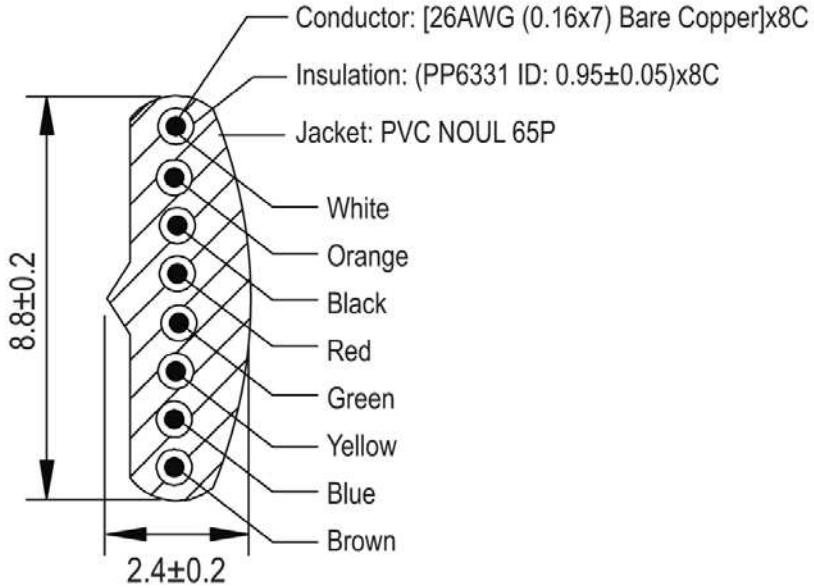 Conductor: [26AWG (0.16x7) Bare Copper]x8C
Insulation: (PP6331 ID: 0.95±0.05)x8C
Jacket: PVC NOUL 65P
White
Orange
Black
Red
Green
Yellow
Blue
Brown
8.8±0.2
2.4±0.2